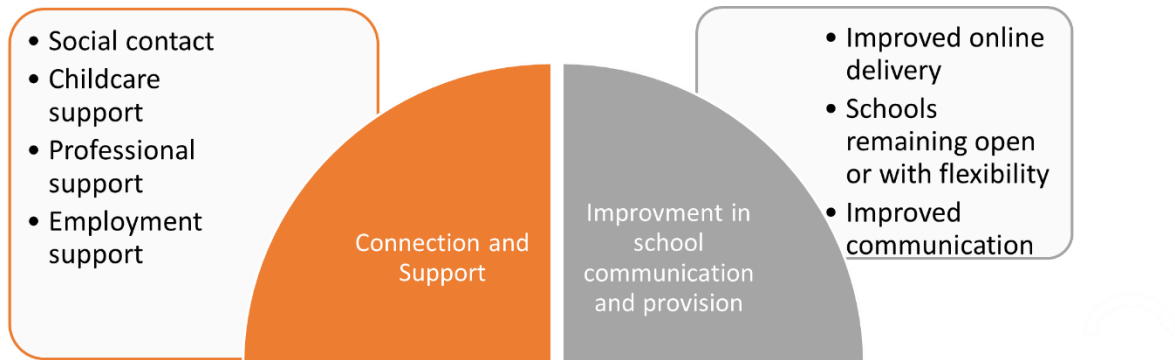 • Social contact
• Childcare
support
• Professional
support
• Employment
support
Connection and
Support
Improvment in
school
communication
and provision
• Improved online
delivery
• Schools
remaining open
or with flexibility
• Improved
communication